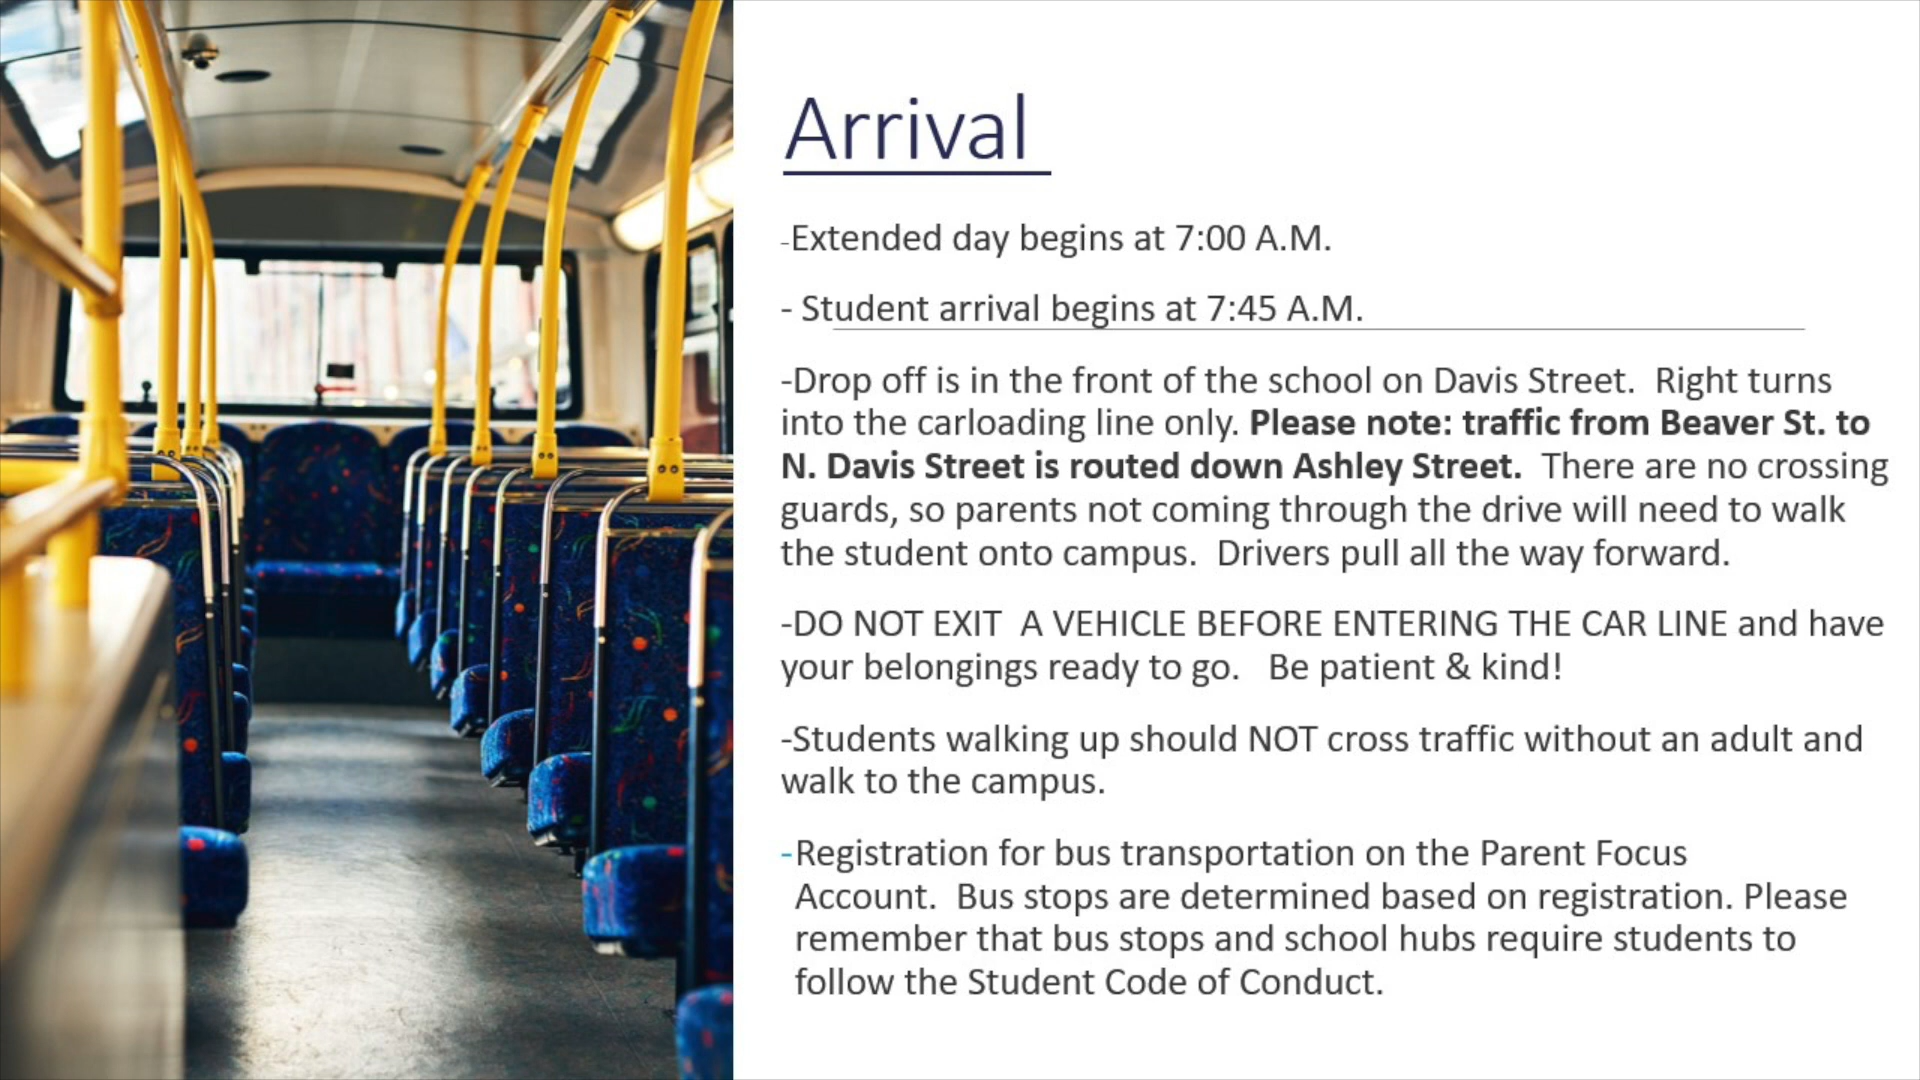 Arrival
-Extended day begins at 7:00 A.M.
- Student arrival begins at 7:45 A.M.
-Drop off is in the front of the school on Davis Street.  Right turns
into the carloading line only. Please note: traffic from Beaver St. to
N. Davis Street is routed down Ashley Street.  There are no crossing
guards, so parents not coming through the drive will need to walk
the student onto campus.  Drivers pull all the way forward.
-DO NOT EXIT  A VEHICLE BEFORE ENTERING THE CAR LINE and have
your belongings ready to go.   Be patient & kind!
-Students walking up should NOT cross traffic without an adult and
walk to the campus.
-Registration for bus transportation on the Parent Focus
Account.  Bus stops are determined based on registration. Please
remember that bus stops and school hubs require students to
follow the Student Code of Conduct.